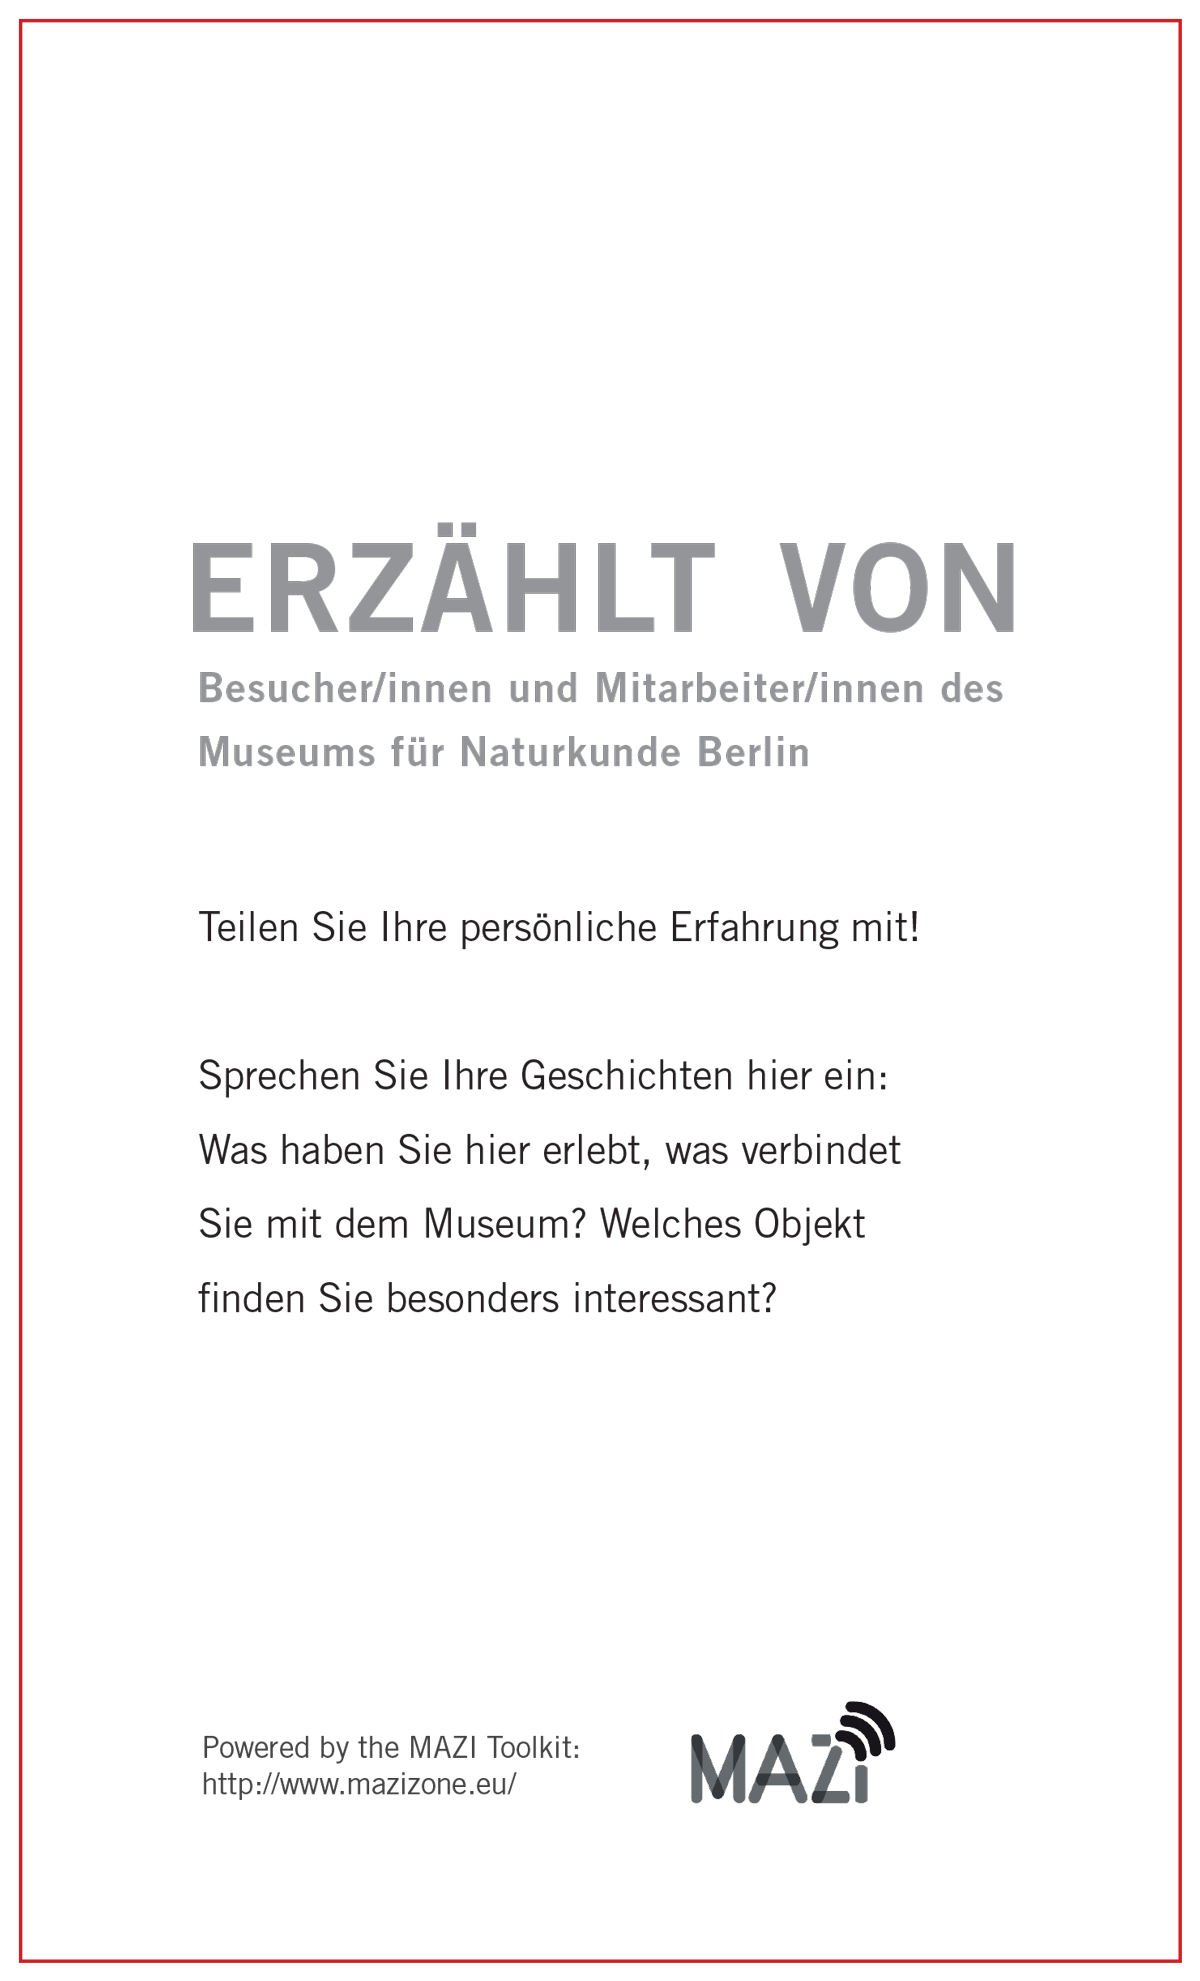 ERZÄHLT VON
Besucher/innen und Mitarbeiter/innen des
Museums für Naturkunde Berlin
Teilen Sie Ihre persönliche Erfahrung mit!
Sprechen Sie Ihre Geschichten hier ein:
Was haben Sie hier erlebt, was verbindet
Sie mit dem Museum? Welches Objekt
finden Sie besonders interessant?
Powered by the MAZI Toolkit:
http://www.mazizone.eu/
MAZi